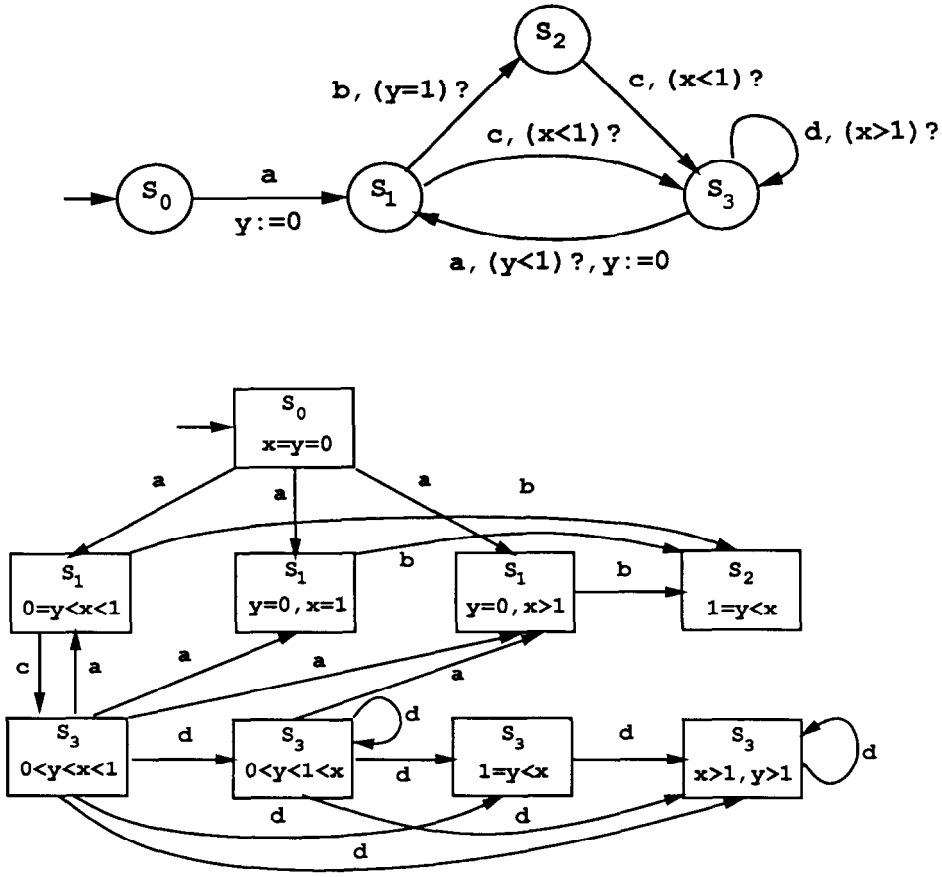 S2
b, (y=1)?
c, (x<1)?
c, (x<1)?
d, (x>1)?
S0
a
y:=0
S1
S3
a, (y<1)?, y:=0
S0
x=y=0
a
a
a
b
S1
0=y<x<1
S1
y=0, x=1
b
S1
y=0, x>1
b
S2
1=y<x
c
a
a
a
a
S3
0<y<x<1
d
S3
0<y<1<x
d
d
S3
1=y<x
d
S3
x>1, y>1
d
d
d
d